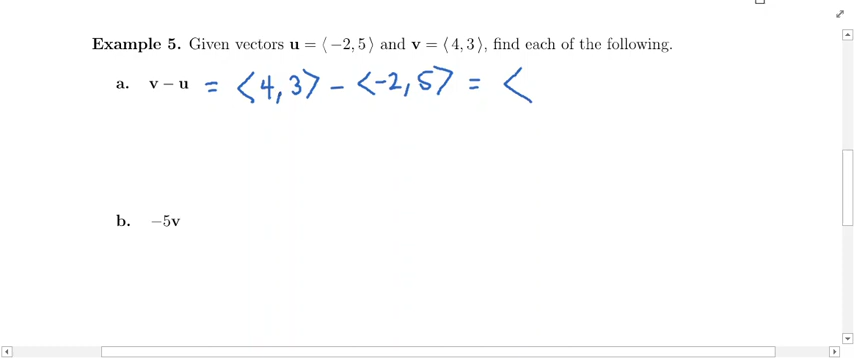 Example 5. Given vectors u = ⟨−2, 5⟩ and v = ⟨4, 3⟩, find each of the following.
a. v − u = <4, 3> − <-2, 5> = <
b. −5v